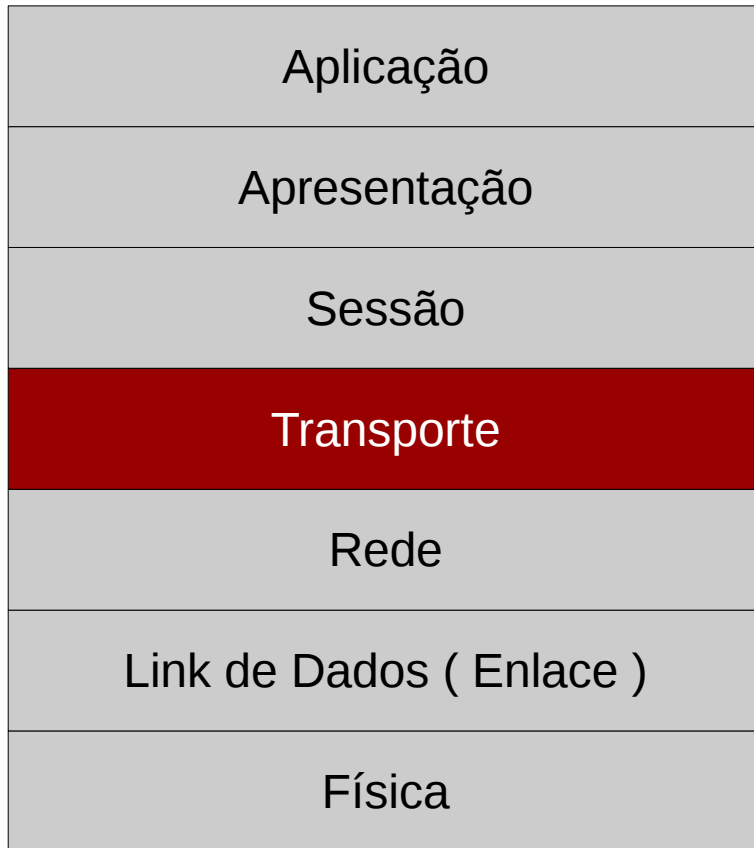 Aplicação
Apresentação
Sessão
Transporte
Rede
Link de Dados ( Enlace )
Física